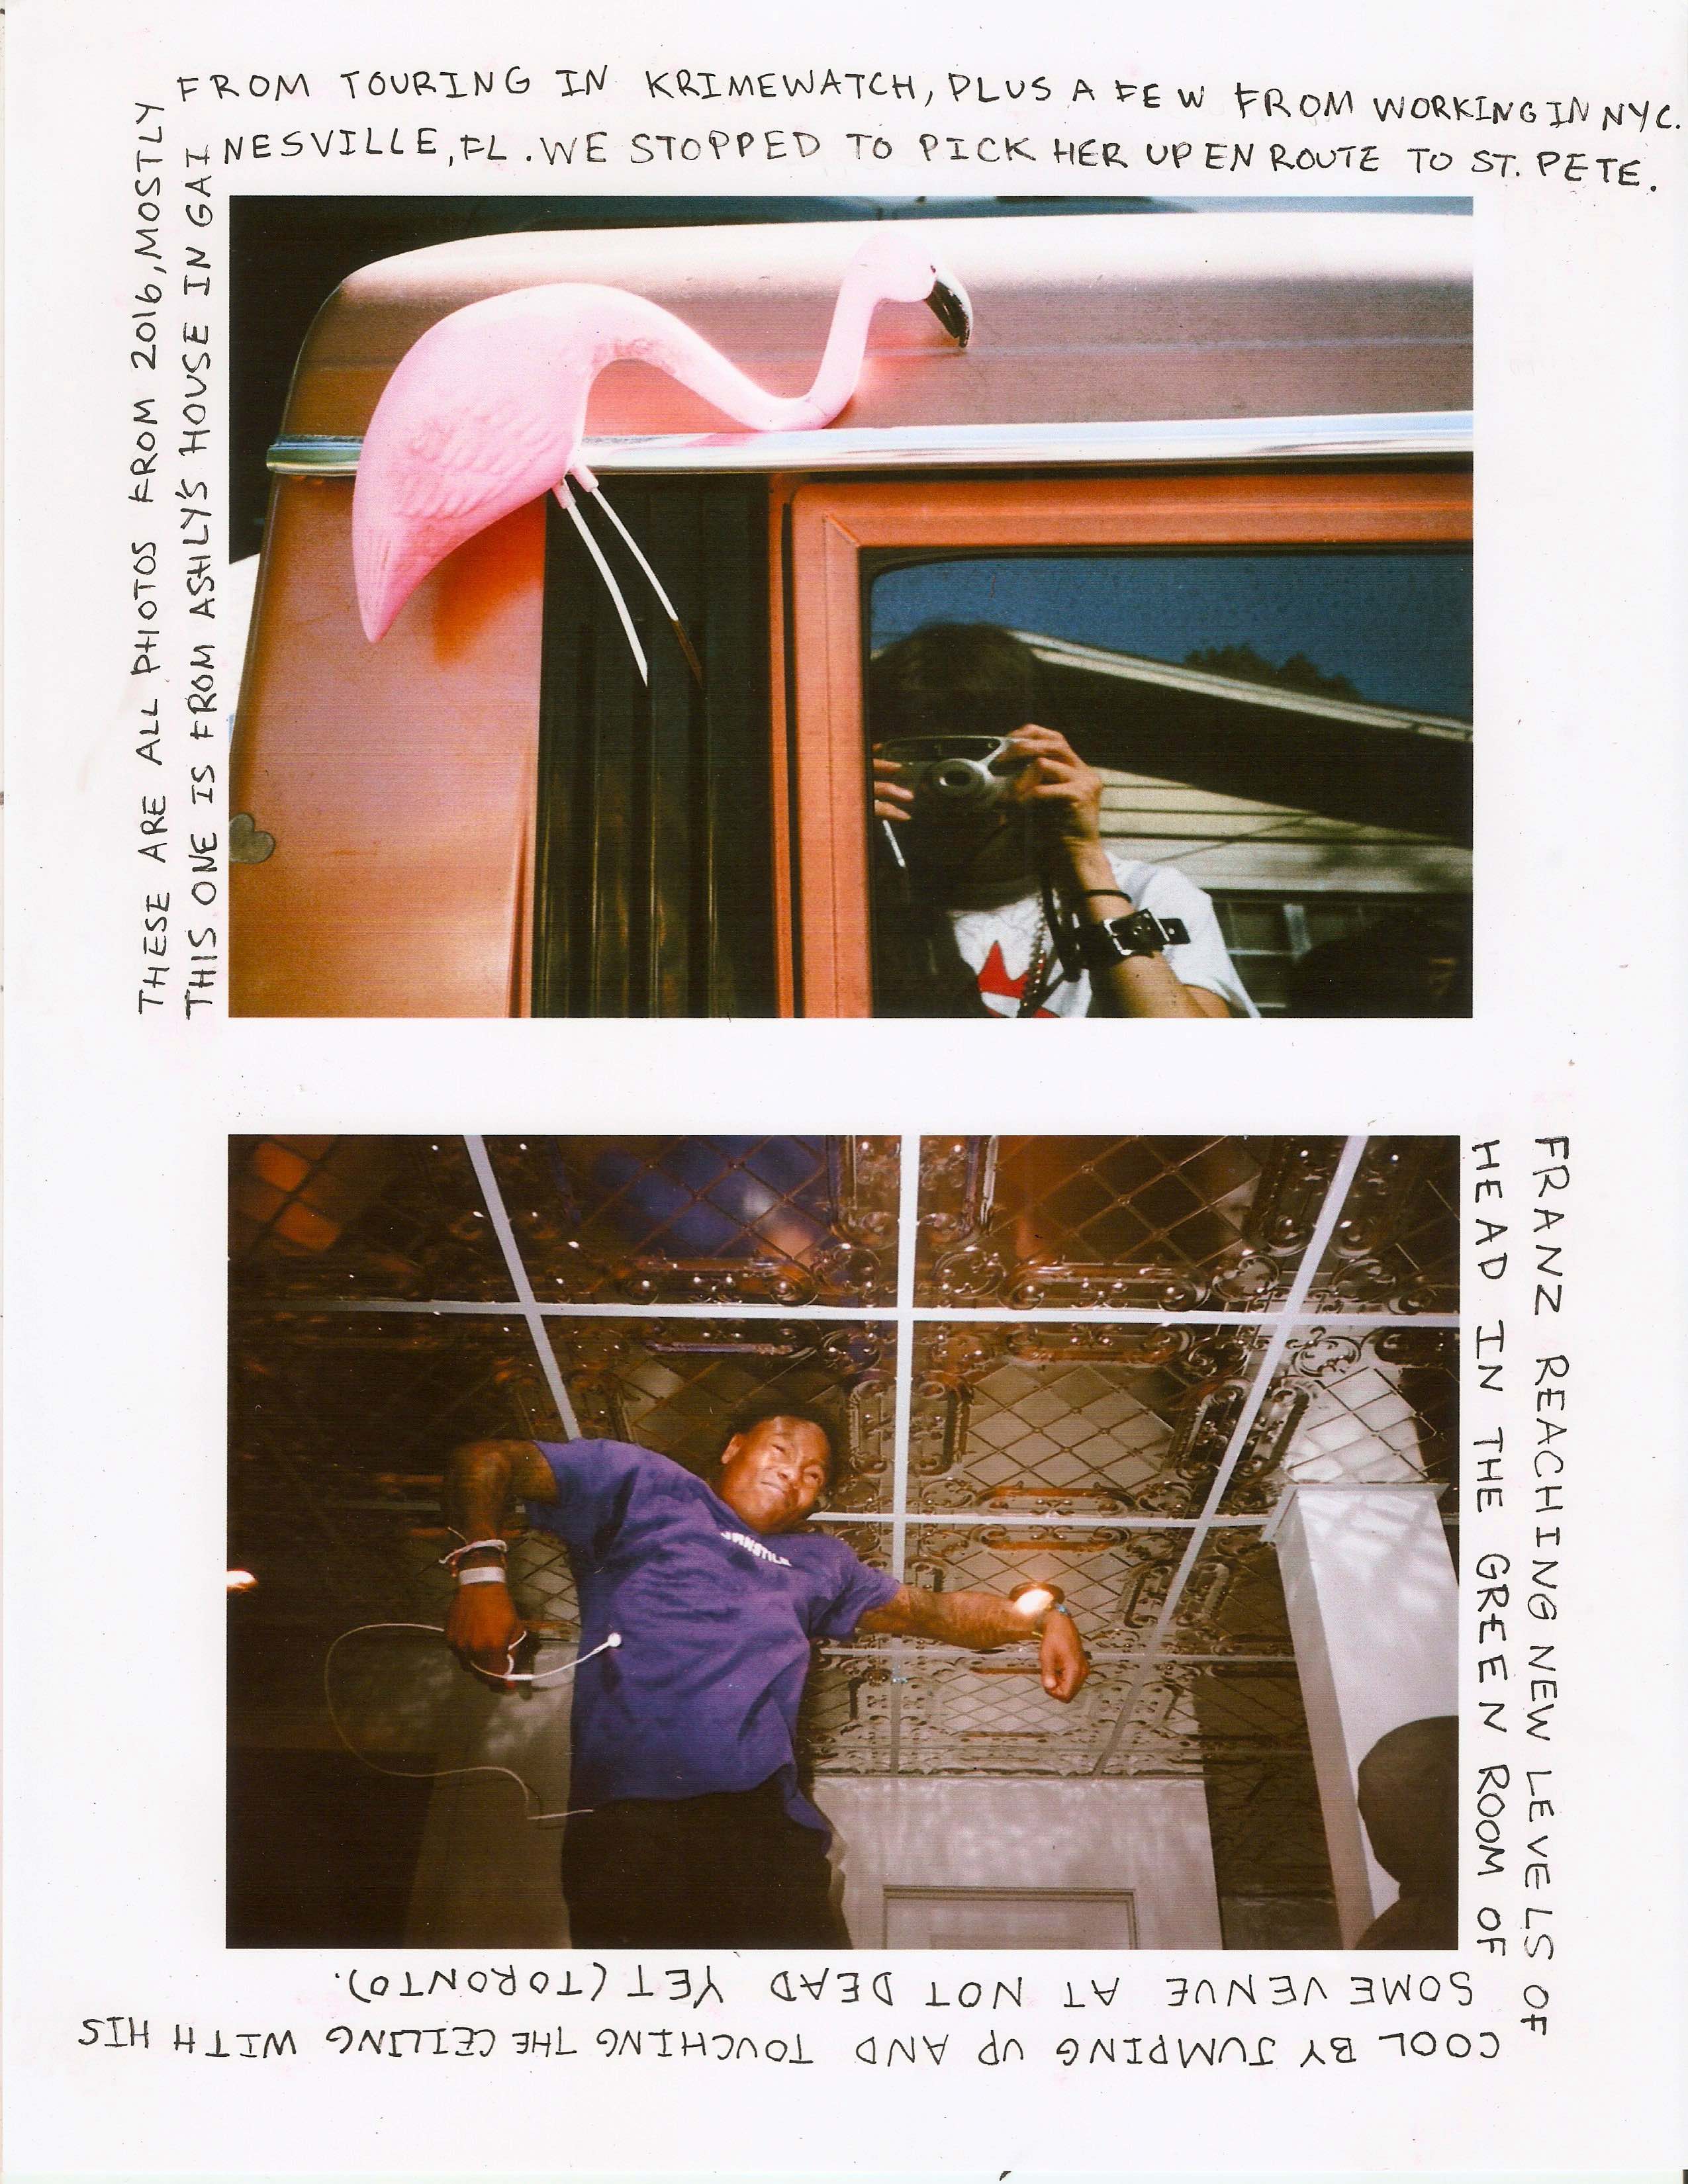 THESE ARE ALL PHOTOS FROM 2016, MOSTLY
FROM TOURING IN KRIMEWATCH, PLUS A FEW FROM WORKING IN NYC.
THIS ONE IS FROM ASHLY'S HOUSE IN GAI
NESVILLE, FL. WE STOPPED TO PICK HER UP EN ROUTE TO ST. PETE.
FRANZ REACHING NEW LEVELS OF
COOL BY JUMPING UP AND TOUCHING THE CEILING WITH HIS
HEAD IN THE GREEN ROOM OF
SOME VENUE AT NOT DEAD YET (TORONTO).